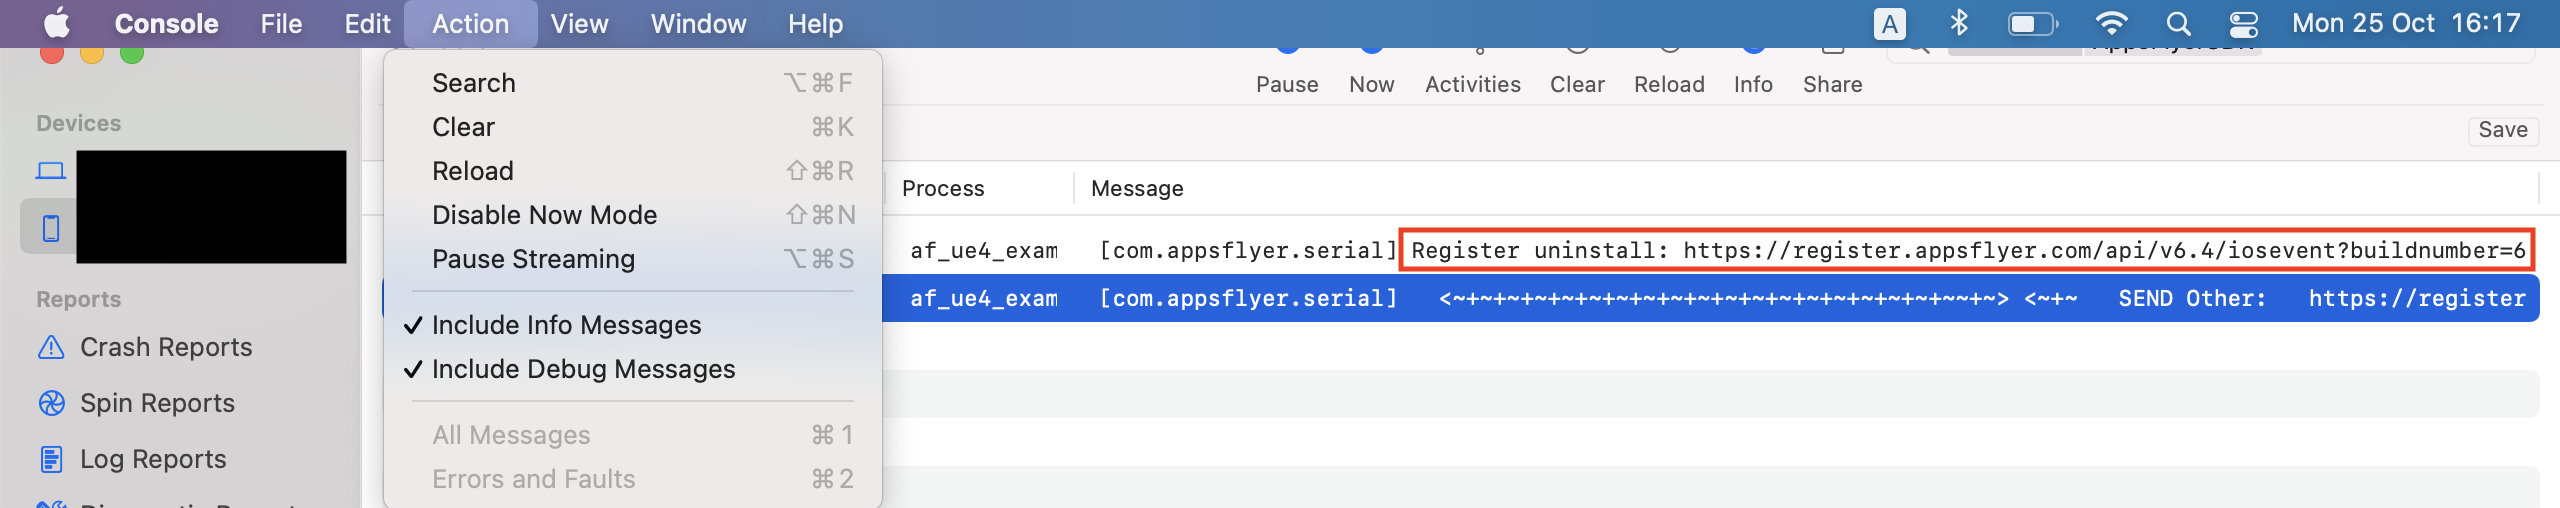 Console File Edit Action View Window Help A Mon 25 Oct 16:17
Pause Now Activities Clear Reload Info Share
Save
Devices
Reports
Crash Reports
Spin Reports
Log Reports
Search ⌥⌘F
Clear ⌘K
Reload ⇧⌘R
Disable Now Mode ⇧⌘N
Pause Streaming ⌥⌘S
✓ Include Info Messages
✓ Include Debug Messages
All Messages ⌘1
Errors and Faults ⌘2
Process Message
af_ue4_exam [com.appsflyer.serial] Register uninstall: https://register.appsflyer.com/api/v6.4/iosevent?buildnumber=6
af_ue4_exam [com.appsflyer.serial] <~+~+~+~+~+~+~+~+~+~+~+~+~+~+~+~+~+~+~+~+~> <~+~ SEND Other: https://register